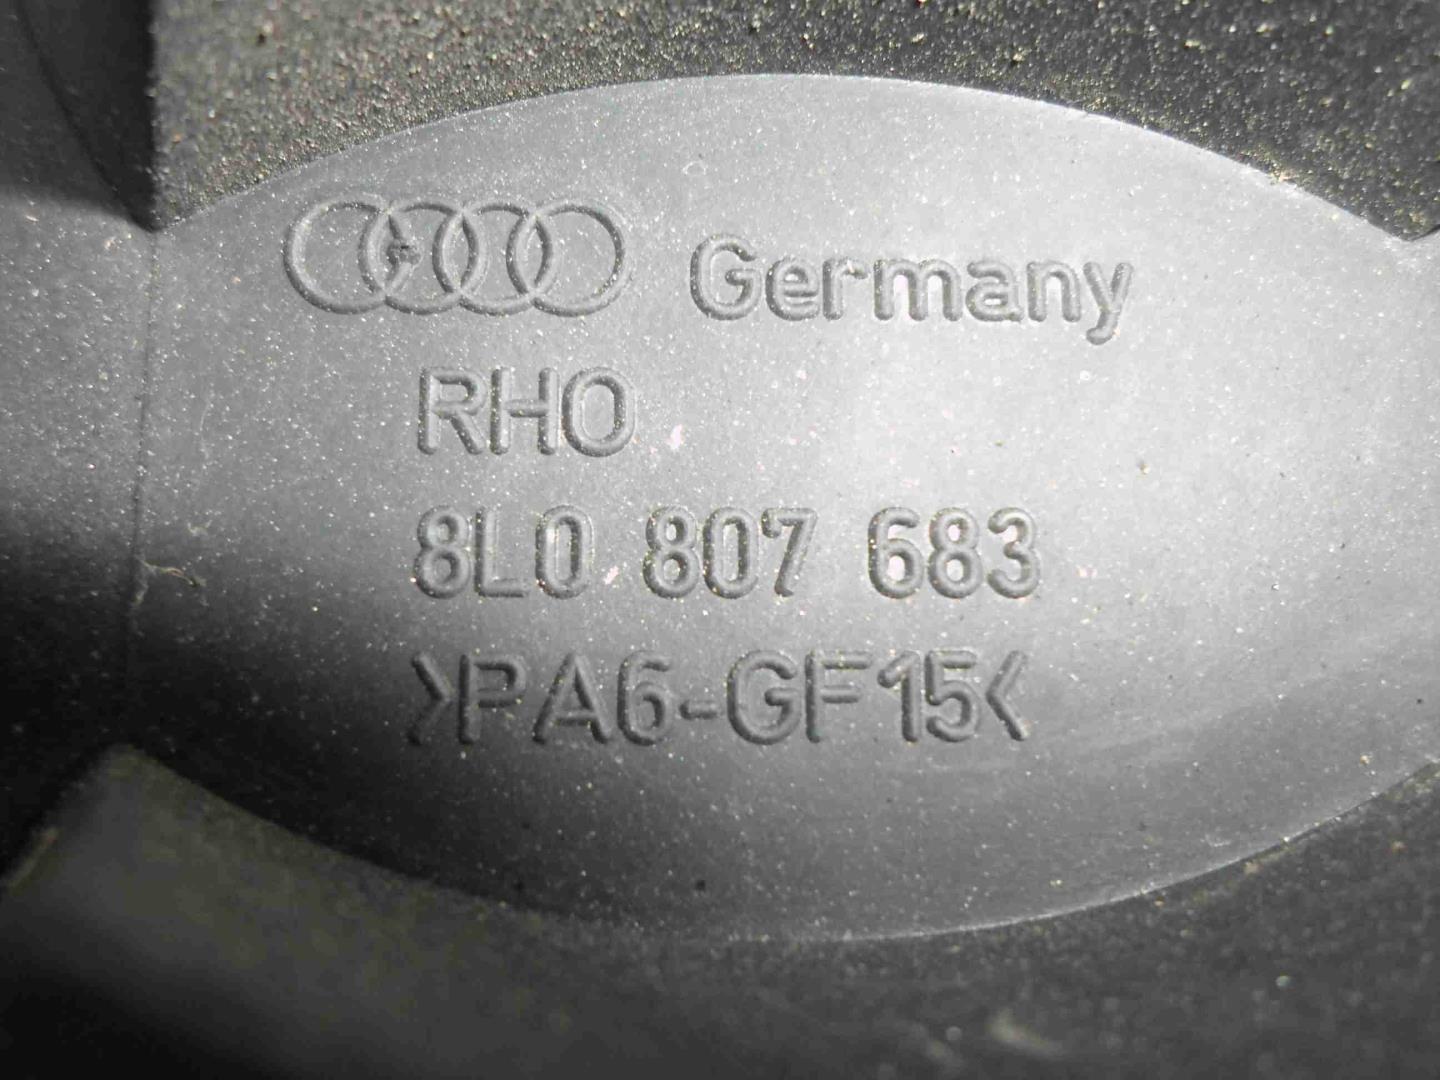 Germany
RHO
8L0 807 683
>PA6-GF15<